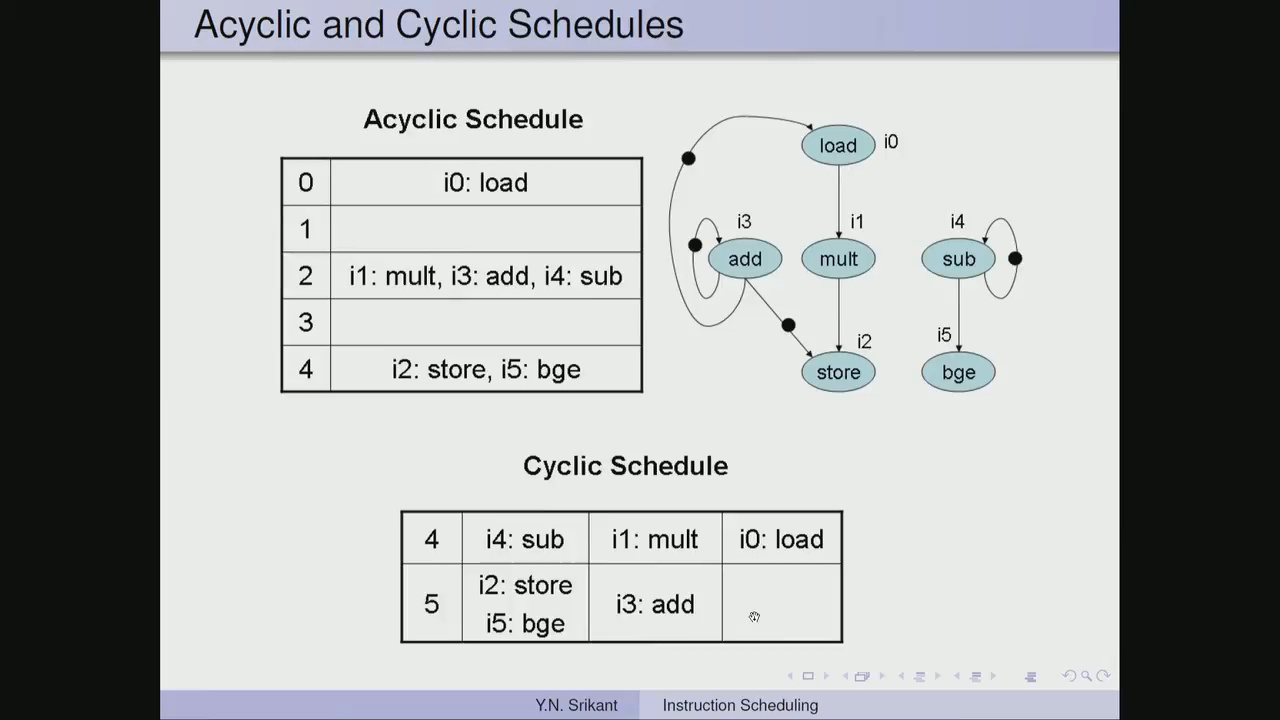 Acyclic and Cyclic Schedules
Acyclic Schedule
0 i0: load
1
2 i1: mult, i3: add, i4: sub
3
4 i2: store, i5: bge
load i0
i3 i1 i4
add mult sub
i2 i5
store bge
Cyclic Schedule
4 i4: sub i1: mult i0: load
5 i2: store i5: bge i3: add
Y.N. Srikant Instruction Scheduling